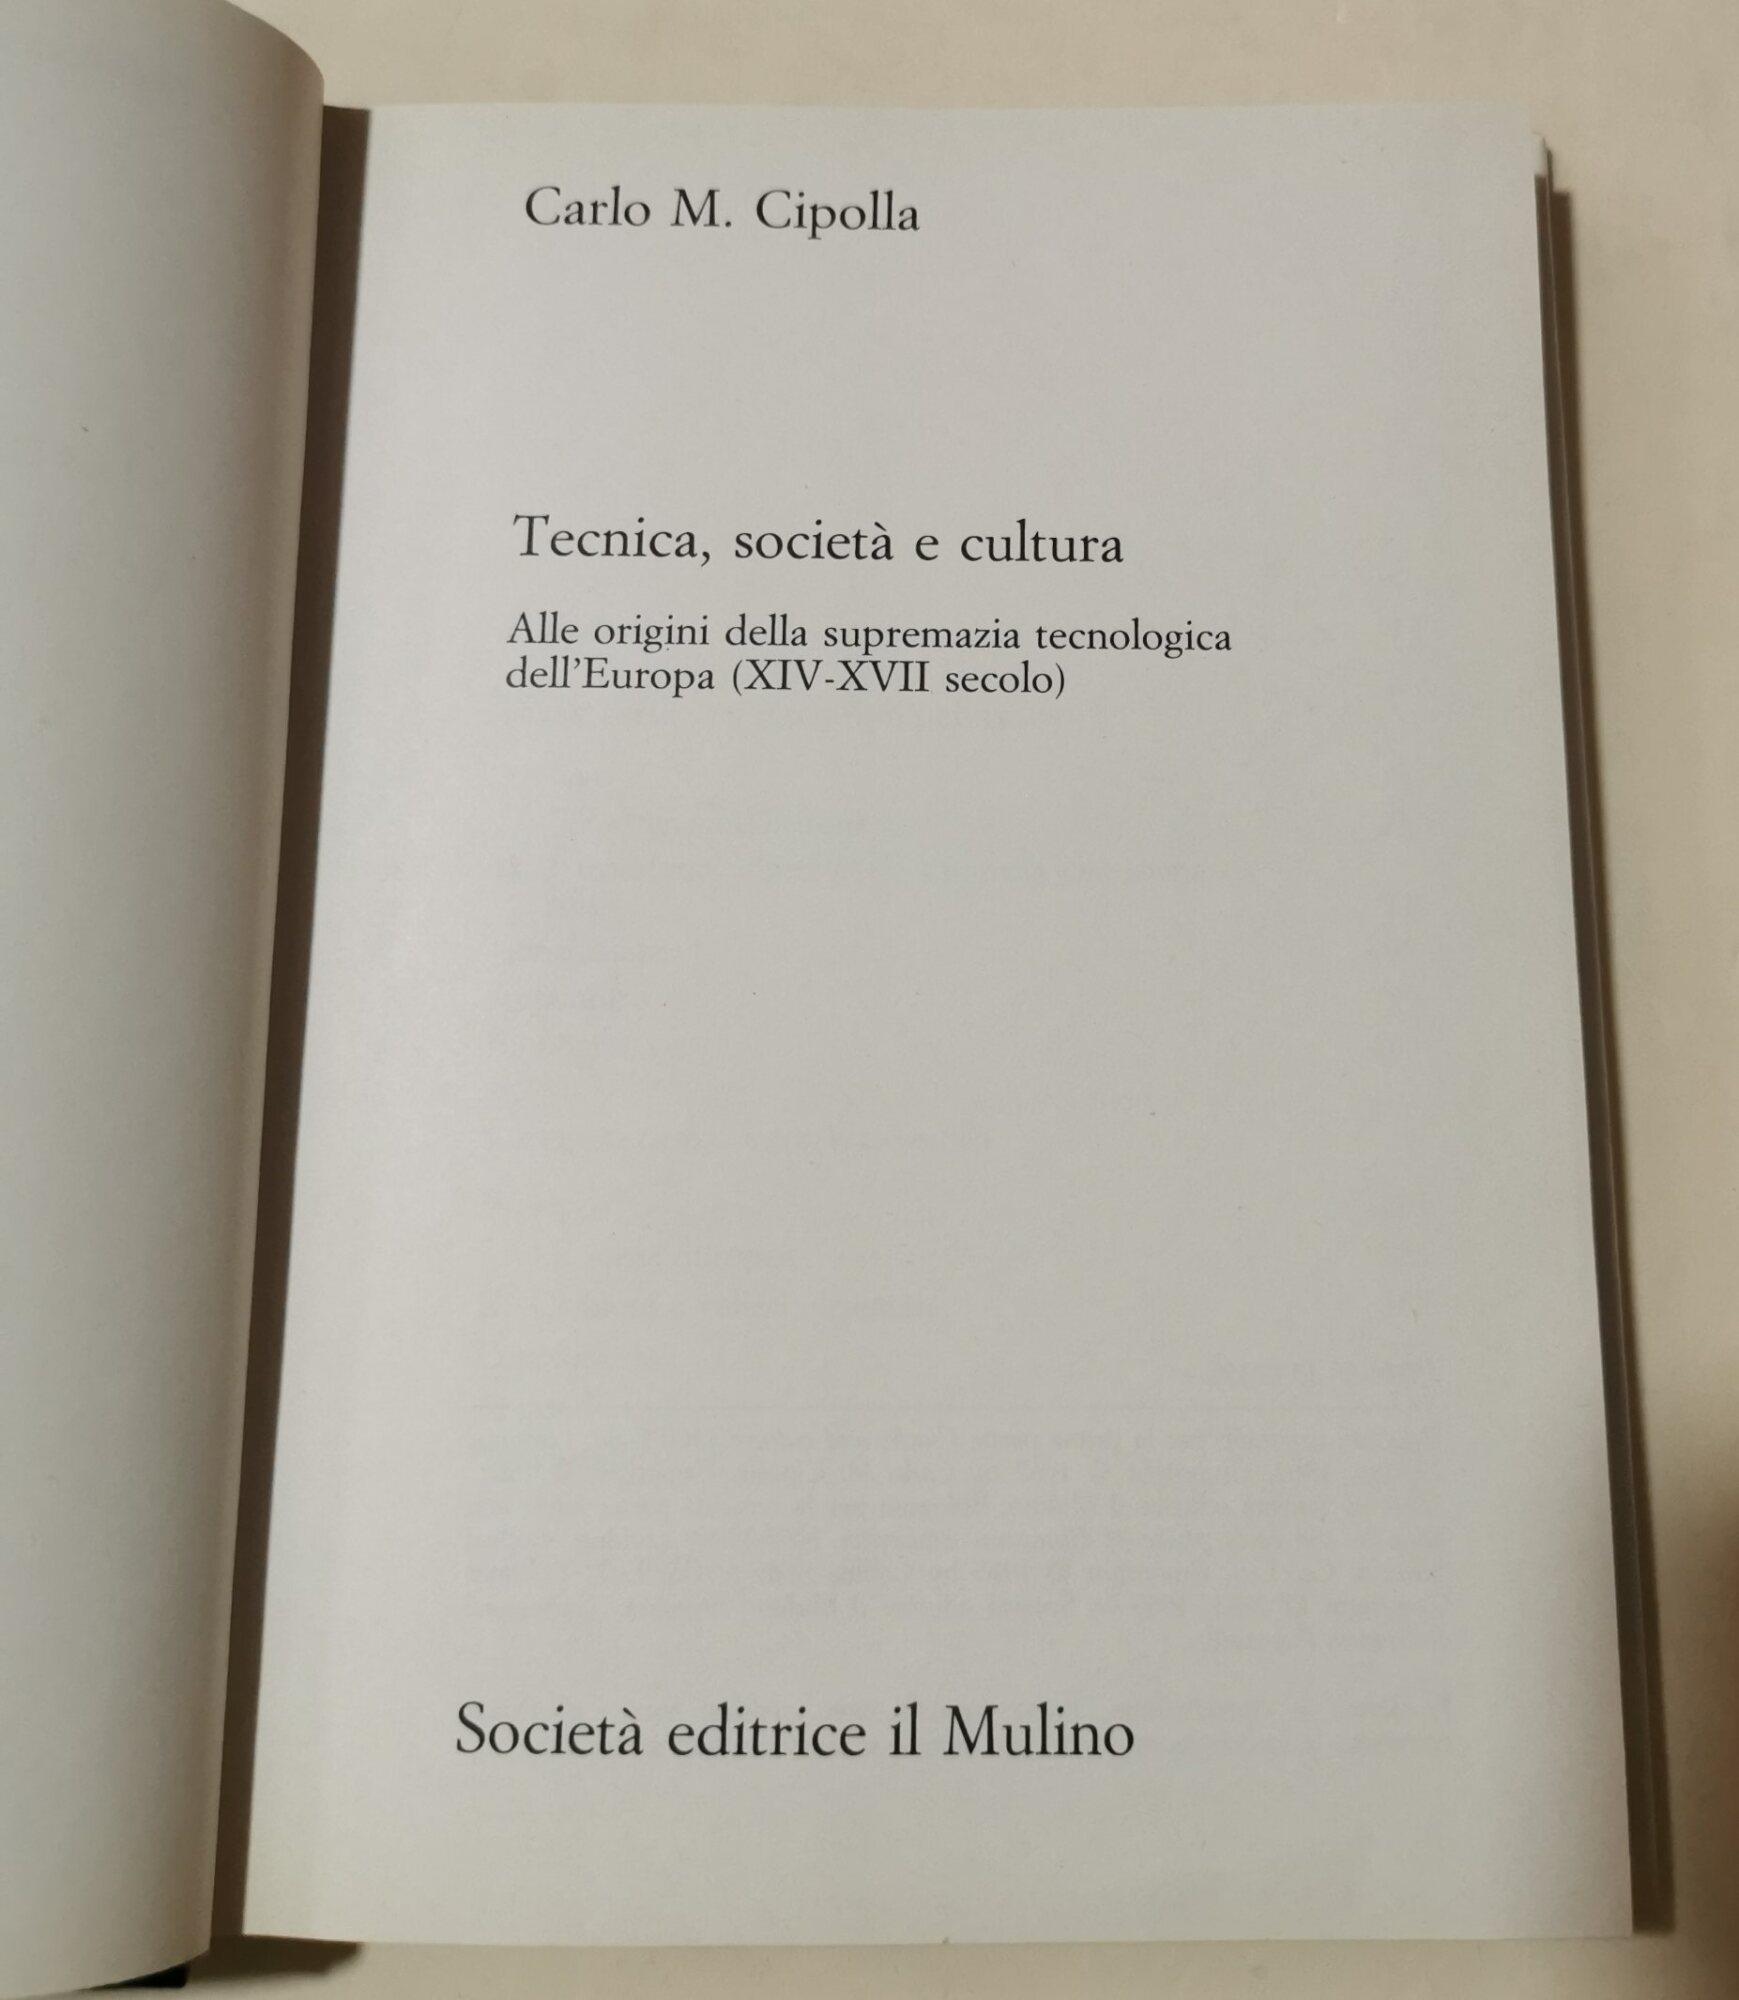 Carlo M. Cipolla
Tecnica, società e cultura
Alle origini della supremazia tecnologica
dell'Europa (XIV-XVII secolo)
Società editrice il Mulino